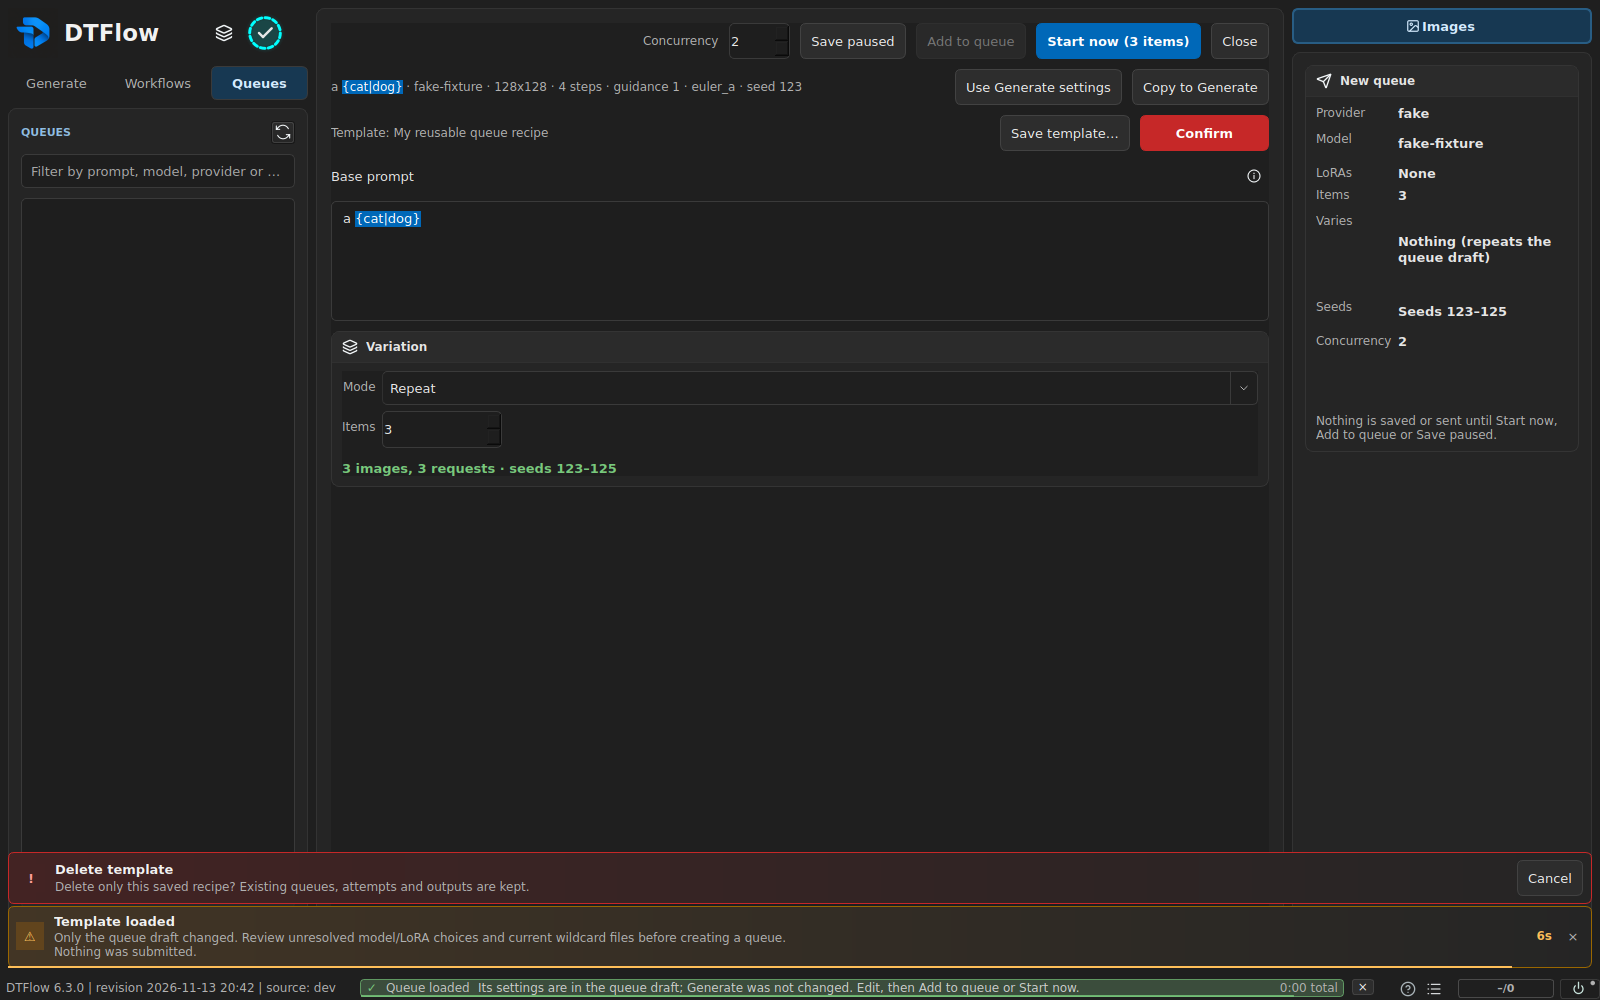 DTFlow
Generate
Workflows
Queues
QUEUES
Filter by prompt, model, provider or ...
Concurrency
2
Save paused
Add to queue
Start now (3 items)
Close
a {cat|dog} · fake-fixture · 128x128 · 4 steps · guidance 1 · euler_a · seed 123
Use Generate settings
Copy to Generate
Template: My reusable queue recipe
Save template...
Confirm
Base prompt
a {cat|dog}
Variation
Mode
Repeat
Items
3
3 images, 3 requests · seeds 123–125
Images
New queue
Provider
fake
Model
fake-fixture
LoRAs
None
Items
3
Varies
Nothing (repeats the
queue draft)
Seeds
Seeds 123–125
Concurrency
2
Nothing is saved or sent until Start now,
Add to queue or Save paused.
Delete template
Delete only this saved recipe? Existing queues, attempts and outputs are kept.
Cancel
Template loaded
Only the queue draft changed. Review unresolved model/LoRA choices and current wildcard files before creating a queue.
Nothing was submitted.
6s
DTFlow 6.3.0 | revision 2026-11-13 20:42 | source: dev
Queue loaded Its settings are in the queue draft; Generate was not changed. Edit, then Add to queue or Start now.
0:00 total
–/0